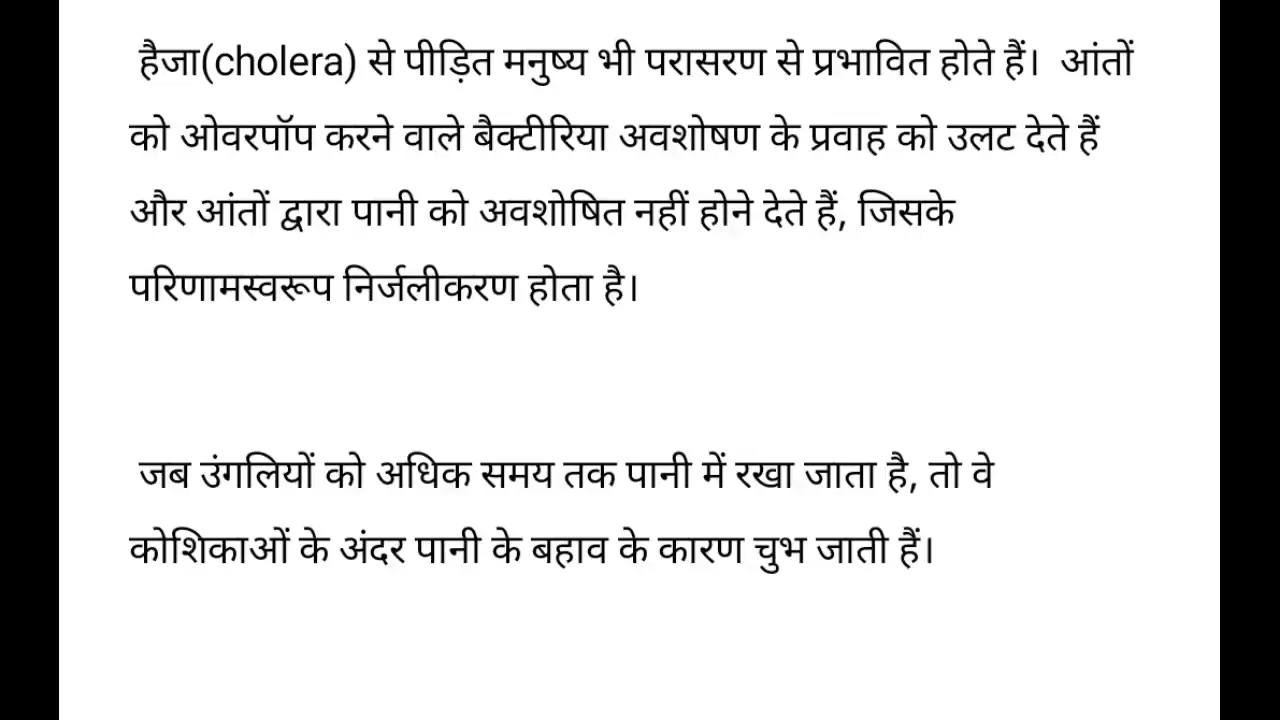 हैजा(cholera) से पीड़ित मनुष्य भी परासरण से प्रभावित होते हैं। आंतों
को ओवरपॉप करने वाले बैक्टीरिया अवशोषण के प्रवाह को उलट देते हैं
और आंतों द्वारा पानी को अवशोषित नहीं होने देते हैं, जिसके
परिणामस्वरूप निर्जलीकरण होता है।
जब उंगलियों को अधिक समय तक पानी में रखा जाता है, तो वे
कोशिकाओं के अंदर पानी के बहाव के कारण चुभ जाती हैं।